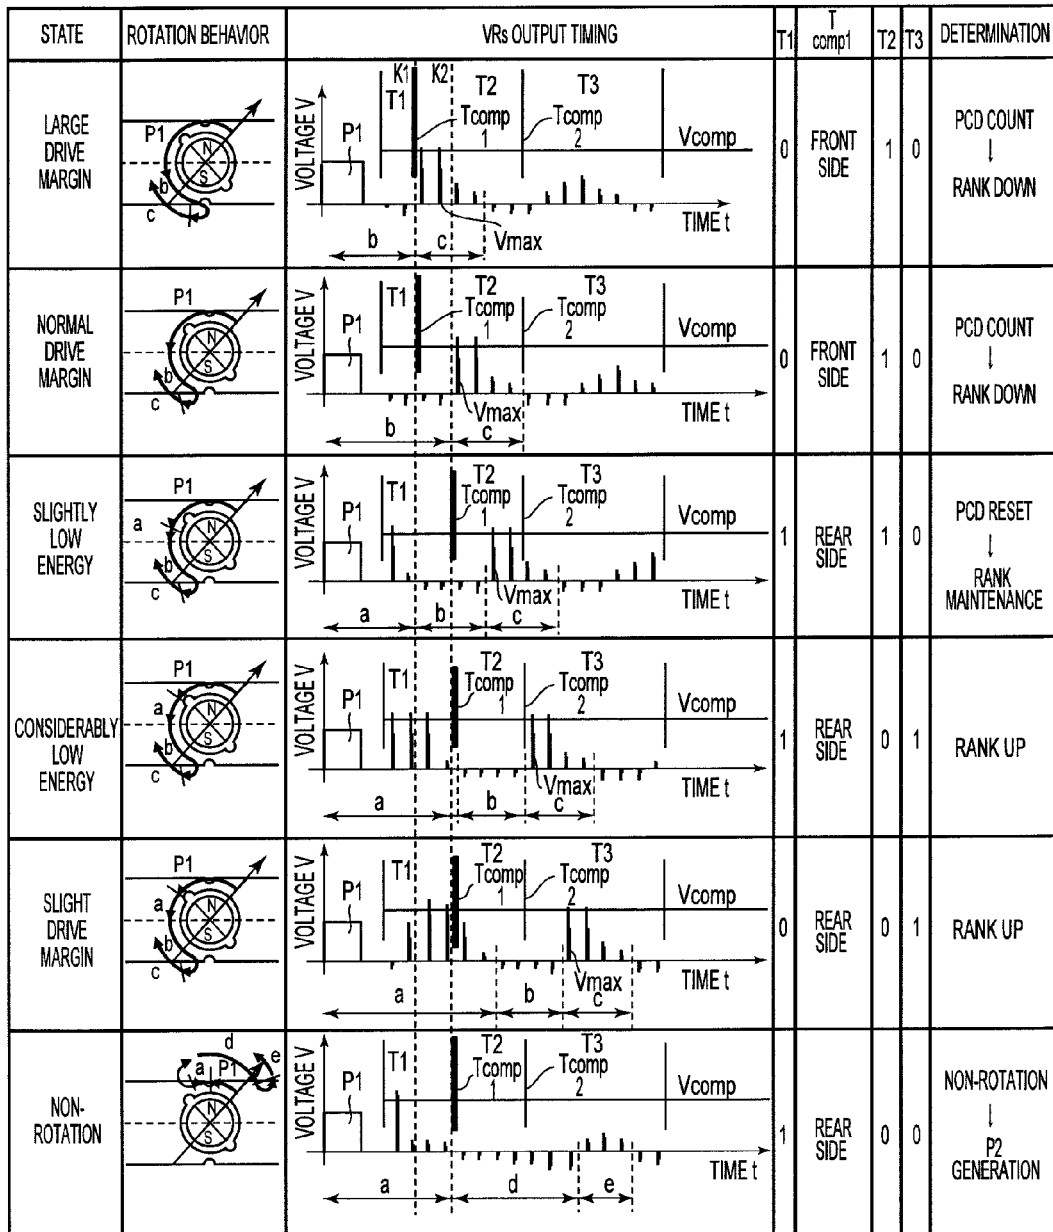 STATE ROTATION BEHAVIOR VRs OUTPUT TIMING T1 T comp1 T2 T3 DETERMINATION
LARGE DRIVE MARGIN
P1 N S b c
VOLTAGE V P1 T1 K1 K2 T2 T3
Tcomp 1 Tcomp 2 Vcomp
TIME t
b c Vmax
0 FRONT SIDE 1 0
PCD COUNT
↓
RANK DOWN
NORMAL DRIVE MARGIN
P1 N S b c
VOLTAGE V P1 T1 T2 T3
Tcomp 1 Tcomp 2 Vcomp
Vmax TIME t
b c
0 FRONT SIDE 1 0
PCD COUNT
↓
RANK DOWN
SLIGHTLY LOW ENERGY
P1 a N S b c
VOLTAGE V P1 T1 T2 T3
Tcomp 1 Tcomp 2 Vcomp
Vmax TIME t
a b c
1 REAR SIDE 1 0
PCD RESET
↓
RANK MAINTENANCE
CONSIDERABLY LOW ENERGY
P1 a N S b c
VOLTAGE V P1 T1 T2 T3
Tcomp 1 Tcomp 2 Vcomp
Vmax TIME t
a b c
1 REAR SIDE 0 1
RANK UP
SLIGHT DRIVE MARGIN
P1 a N S b c
VOLTAGE V P1 T1 T2 T3
Tcomp 1 Tcomp 2 Vcomp
Vmax TIME t
a b c
0 REAR SIDE 0 1
RANK UP
NON-ROTATION
d e a P1 N S
VOLTAGE V P1 T1 T2 T3
Tcomp 1 Tcomp 2 Vcomp
TIME t
a d e
1 REAR SIDE 0 0
NON-ROTATION
↓
P2 GENERATION